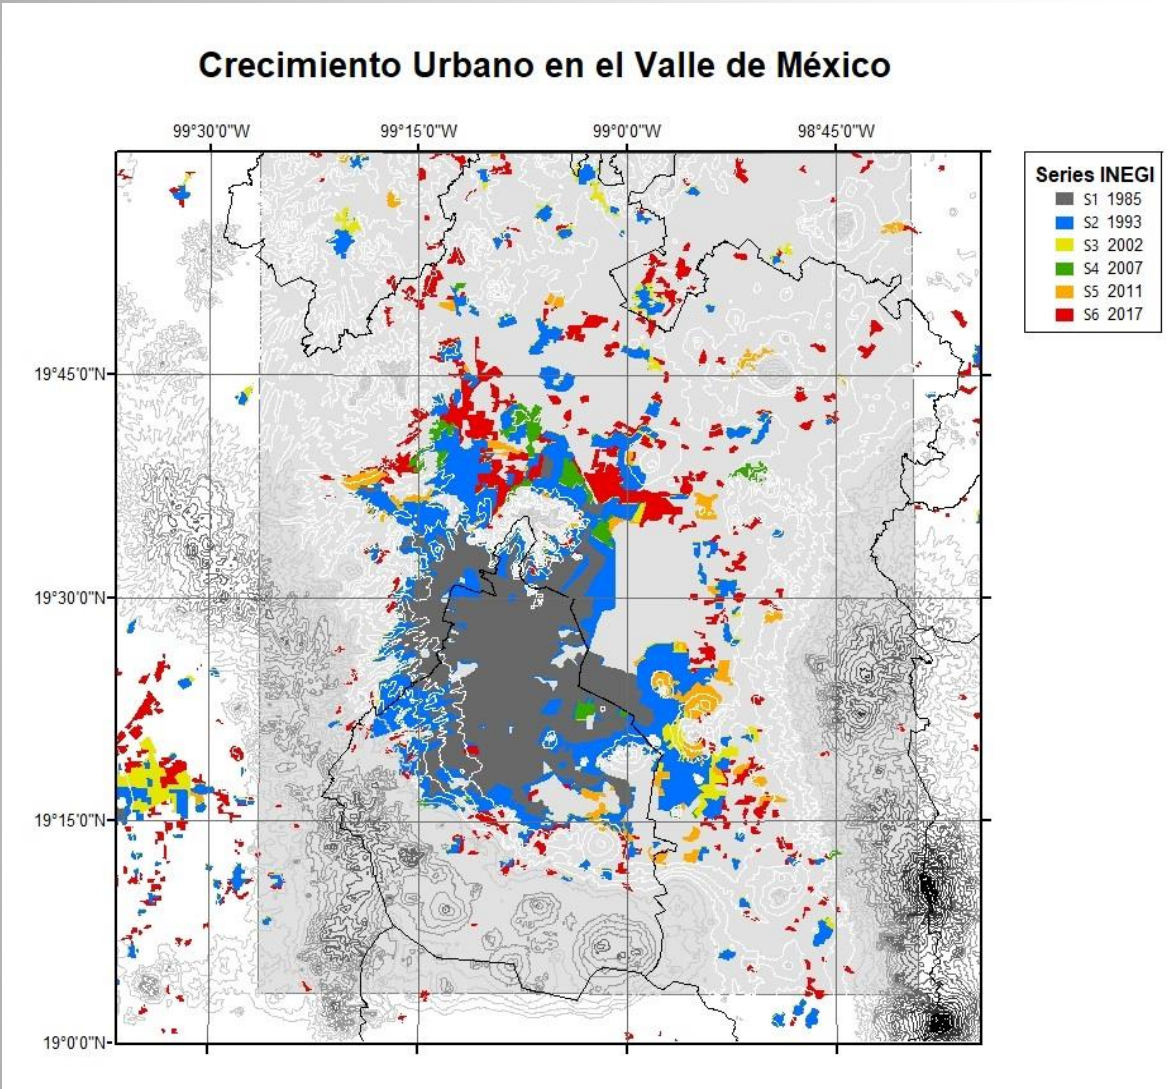 Crecimiento Urbano en el Valle de México
99°30'0"W
99°15'0"W
99°0'0"W
98°45'0"W
Series INEGI
S1 1985
S2 1993
S3 2002
S4 2007
S5 2011
S6 2017
19°45'0"N
19°30'0"N
19°15'0"N
19°0'0"N